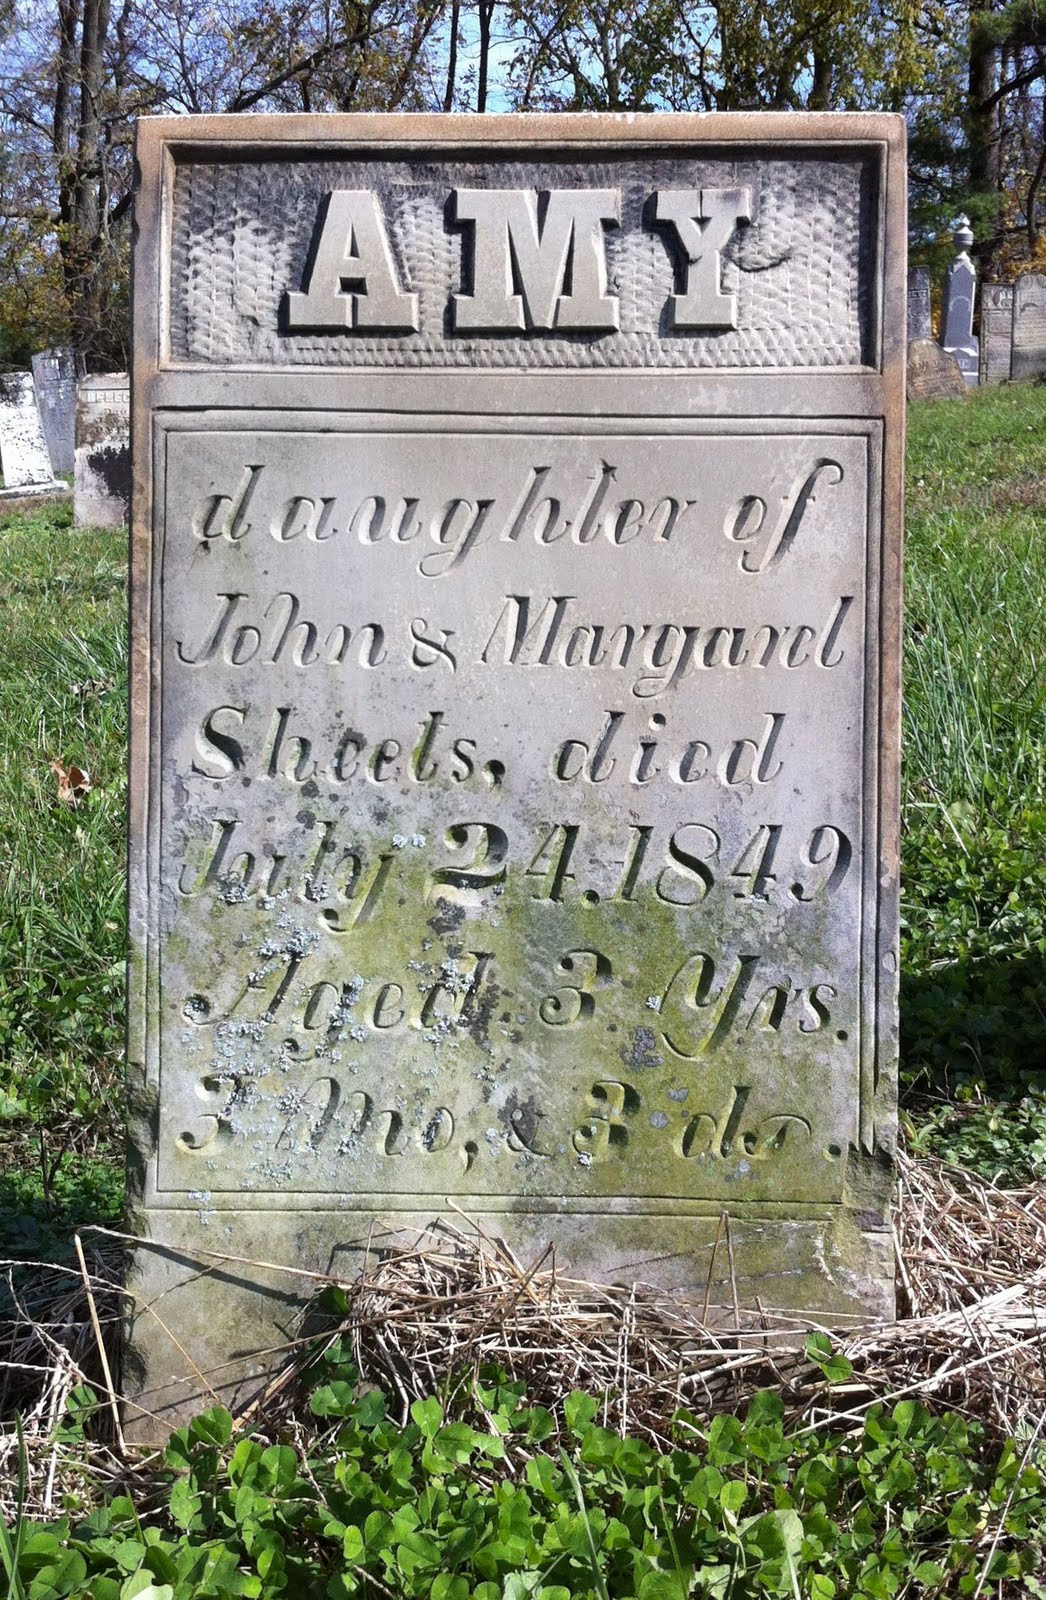 AMY
daughter of
John & Margaret
Sheets, died
July 24, 1849
Aged 3 Yrs.
3 Mo, & 3 ds.